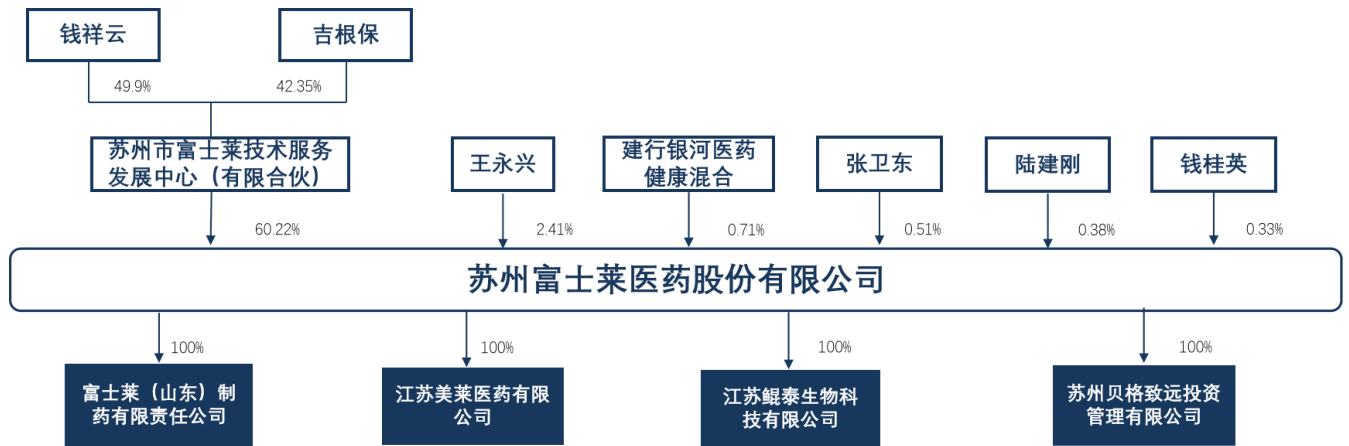 钱祥云
吉根保
49.9%
42.35%
苏州市富士莱技术服务
发展中心（有限合伙）
王永兴
建行银河医药
健康混合
张卫东
陆建刚
钱桂英
60.22%
2.41%
0.71%
0.51%
0.38%
0.33%
苏州富士莱医药股份有限公司
100%
100%
100%
100%
富士莱（山东）制
药有限责任公司
江苏美莱医药有限
公司
江苏鲲泰生物科
技有限公司
苏州贝格致远投资
管理有限公司